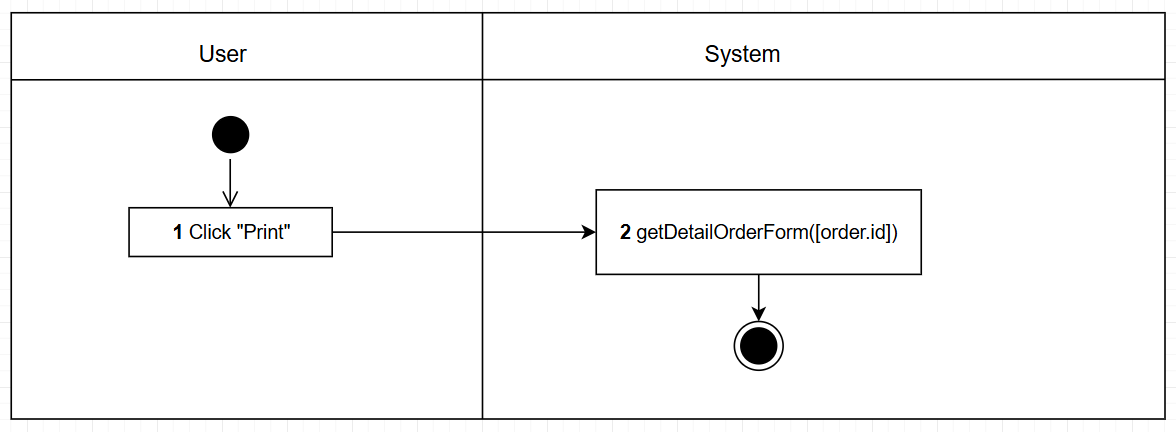 User
System
1 Click "Print"
2 getDetailOrderForm([order.id])